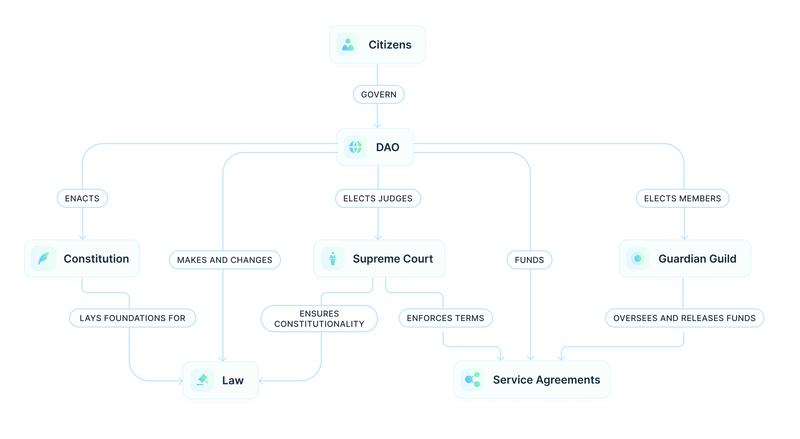 Citizens
GOVERN
DAO
ENACTS
ELECTS JUDGES
ELECTS MEMBERS
Constitution
MAKES AND CHANGES
Supreme Court
FUNDS
Guardian Guild
LAYS FOUNDATIONS FOR
ENSURES
CONSTITUTIONALITY
ENFORCES TERMS
OVERSEES AND RELEASES FUNDS
Law
Service Agreements